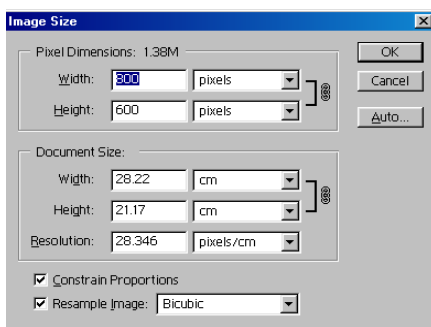 Image Size
Pixel Dimensions: 1.38M
Width: 800 pixels
Height: 600 pixels
Document Size:
Width: 28.22 cm
Height: 21.17 cm
Resolution: 28.346 pixels/cm
Constrain Proportions
Resample Image: Bicubic
OK
Cancel
Auto...